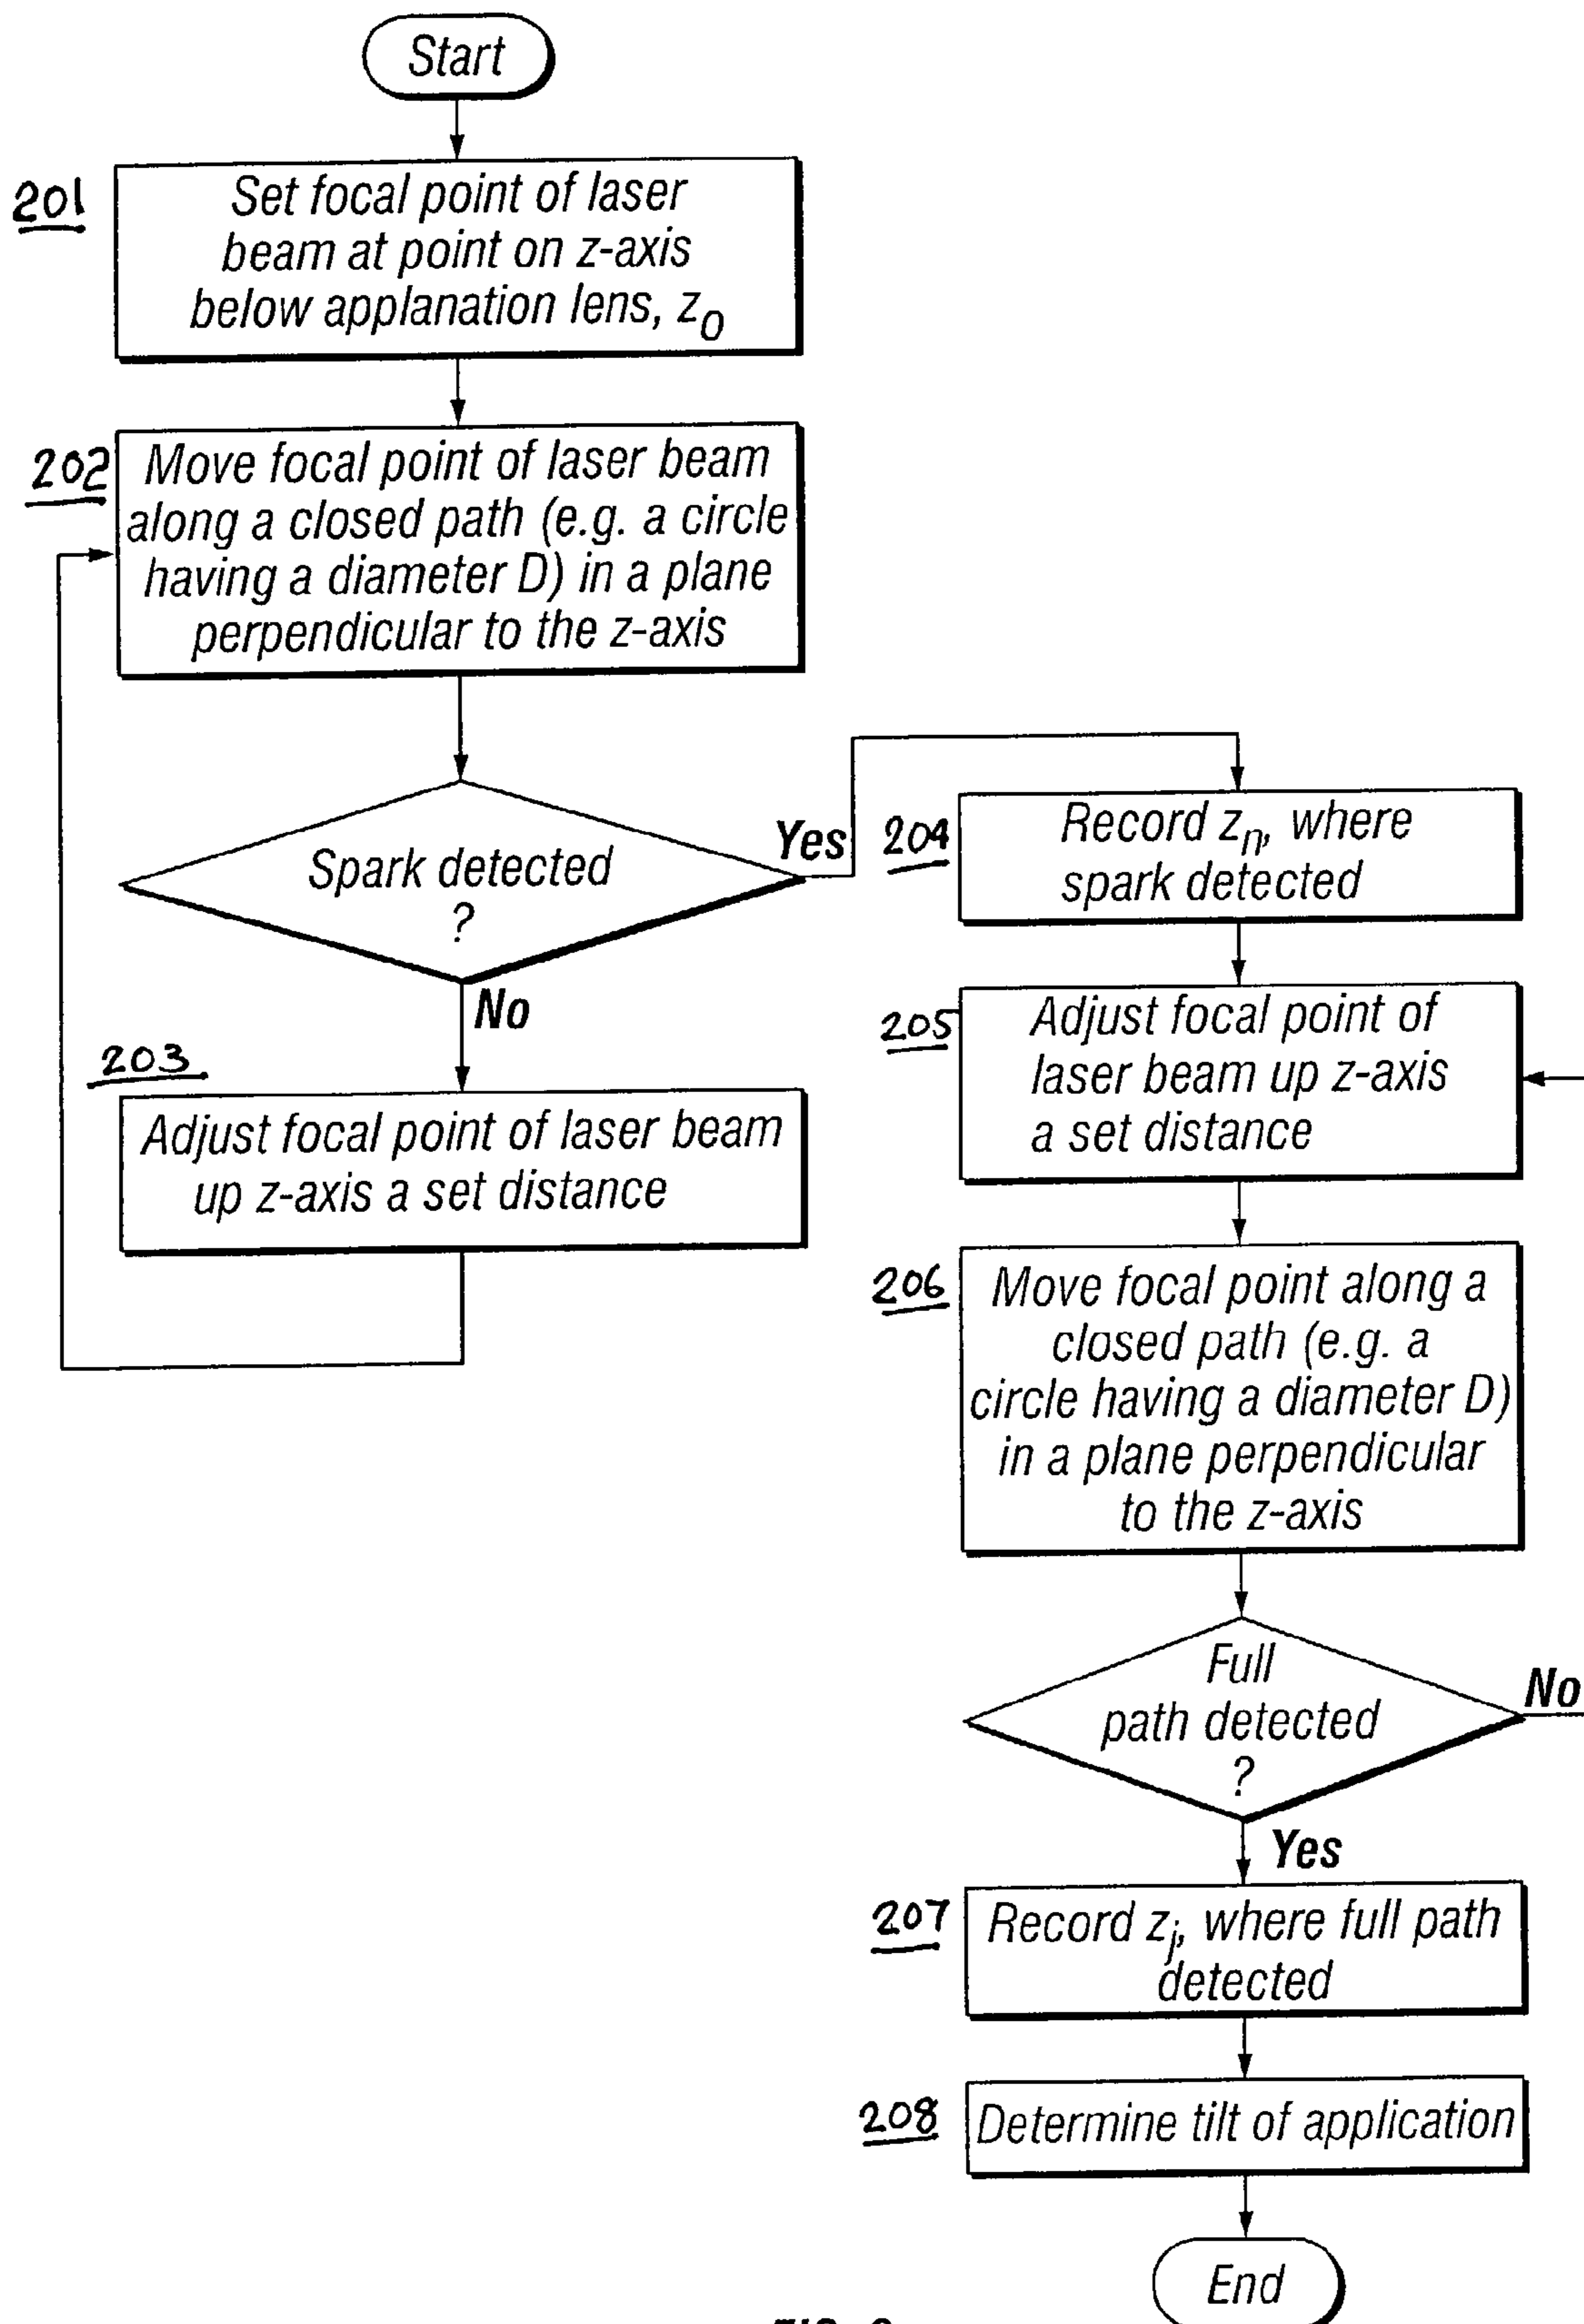 Start
201
Set focal point of laser
beam at point on z-axis
below applanation lens, z0
202
Move focal point of laser beam
along a closed path (e.g. a circle
having a diameter D) in a plane
perpendicular to the z-axis
Spark detected
?
Yes
No
203
Adjust focal point of laser beam
up z-axis a set distance
204
Record zn, where
spark detected
205
Adjust focal point of
laser beam up z-axis
a set distance
206
Move focal point along a
closed path (e.g. a
circle having a diameter D)
in a plane perpendicular
to the z-axis
Full
path detected
?
No
Yes
207
Record zj, where full path
detected
208
Determine tilt of application
End